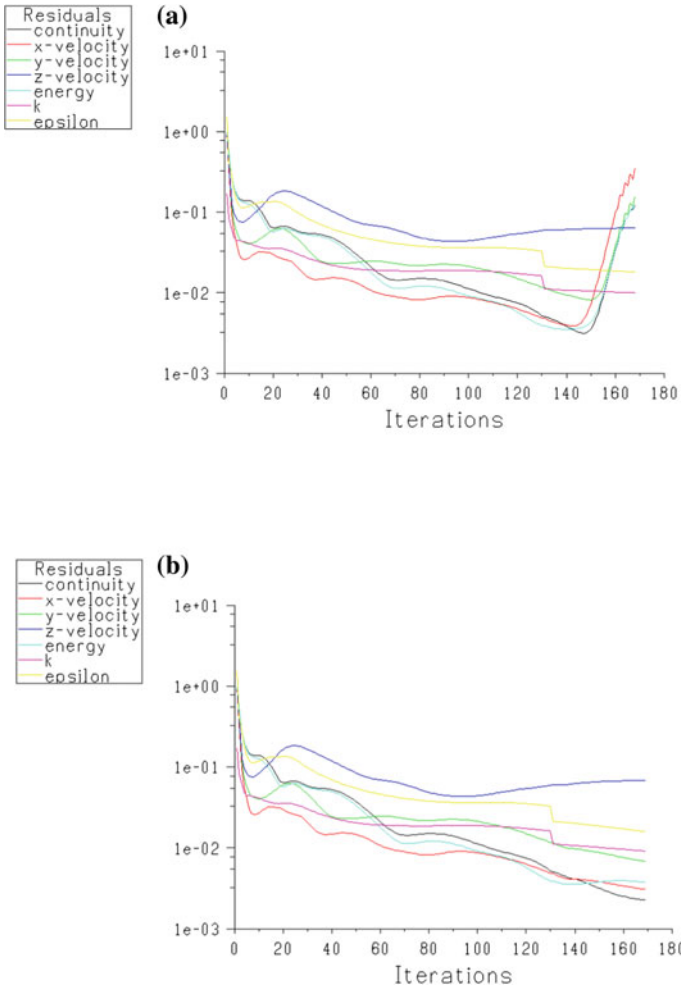 (a)
Residuals
continuity
x-velocity
y-velocity
z-velocity
energy
k
epsilon
1e+01
1e+00
1e-01
1e-02
1e-03
0 20 40 60 80 100 120 140 160 180
Iterations
(b)
Residuals
continuity
x-velocity
y-velocity
z-velocity
energy
k
epsilon
1e+01
1e+00
1e-01
1e-02
1e-03
0 20 40 60 80 100 120 140 160 180
Iterations